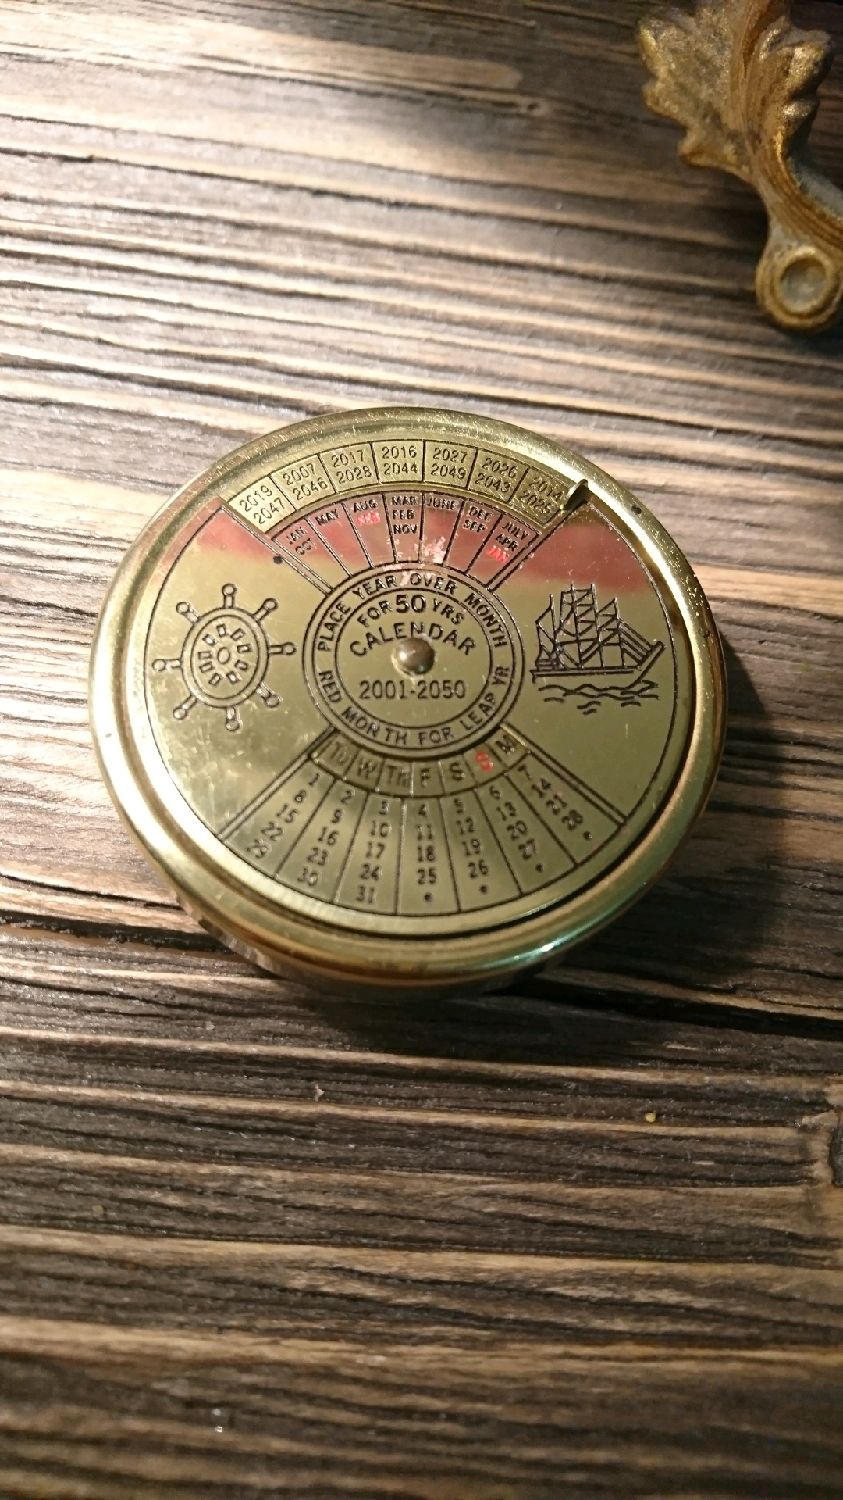 2019 2007 2017 2016 2027 2026 2014
2047 2046 2028 2044 2049 2043 2025
JAN MAY AUG MAR JUNE DEC JULY
OCT FEB SEP APR
NOV JAN
PLACE YEAR OVER MONTH
FOR 50 YRS
CALENDAR
2001-2050
RED MONTH FOR LEAP YR
TU W TH F S S M
1 2 3 4 5 6 7
8 9 10 11 12 13 14
15 16 17 18 19 20 21
22 23 24 25 26 27 28
29 30 31